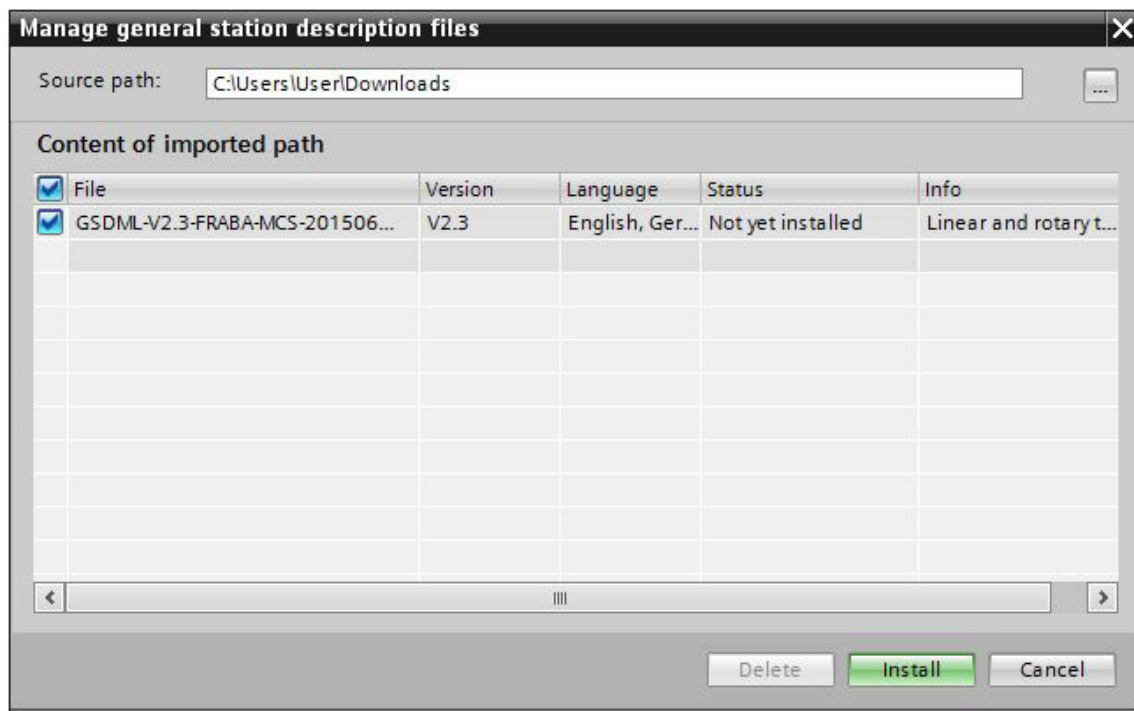 Manage general station description files
Source path: C:\Users\User\Downloads ...
Content of imported path
File Version Language Status Info
GSDML-V2.3-FRABA-MCS-201506... V2.3 English, Ger... Not yet installed Linear and rotary t...
Delete Install Cancel